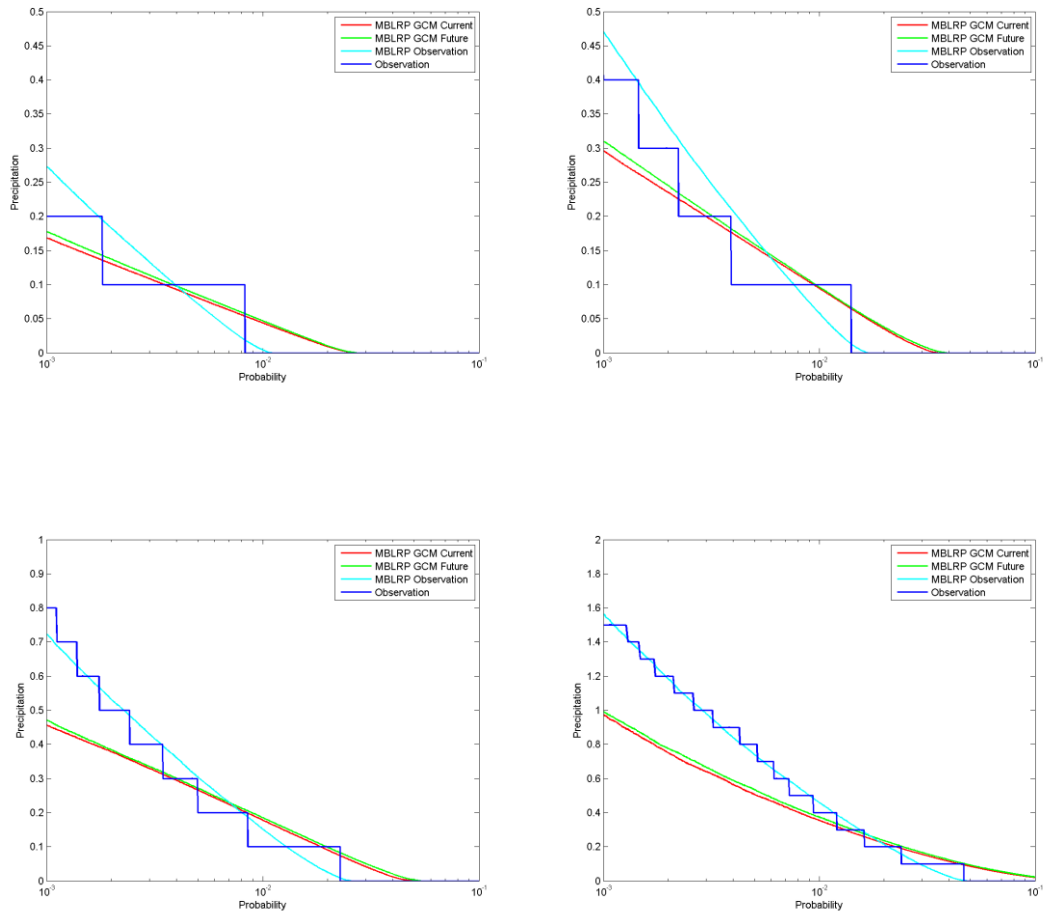 0.5
0.45
0.4
0.35
0.3
0.25
0.2
0.15
0.1
0.05
0
Precipitation
10^-3
10^-2
10^-1
Probability
MBLRP GCM Current
MBLRP GCM Future
MBLRP Observation
Observation
0.5
0.45
0.4
0.35
0.3
0.25
0.2
0.15
0.1
0.05
0
Precipitation
10^-3
10^-2
10^-1
Probability
MBLRP GCM Current
MBLRP GCM Future
MBLRP Observation
Observation
1
0.9
0.8
0.7
0.6
0.5
0.4
0.3
0.2
0.1
0
Precipitation
10^-3
10^-2
10^-1
Probability
MBLRP GCM Current
MBLRP GCM Future
MBLRP Observation
Observation
2
1.8
1.6
1.4
1.2
1
0.8
0.6
0.4
0.2
0
Precipitation
10^-3
10^-2
10^-1
Probability
MBLRP GCM Current
MBLRP GCM Future
MBLRP Observation
Observation